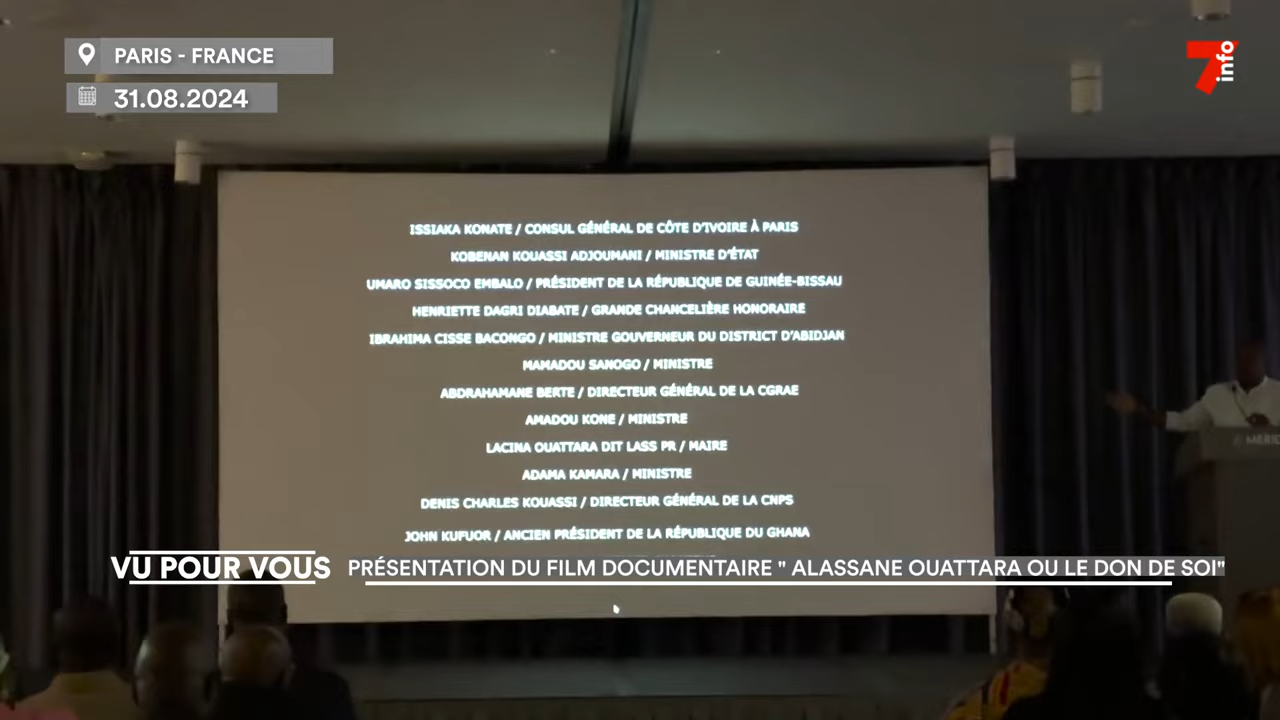 PARIS - FRANCE
31.08.2024
7info
ISSIAKA KONATE / CONSUL GÉNÉRAL DE CÔTE D'IVOIRE À PARIS
KOBENAN KOUASSI ADJOUMANI / MINISTRE D'ÉTAT
UMARO SISSOCO EMBALO / PRÉSIDENT DE LA RÉPUBLIQUE DE GUINÉE-BISSAU
HENRIETTE DAGRI DIABATE / GRANDE CHANCELIÈRE HONORAIRE
IBRAHIMA CISSE BACONGO / MINISTRE GOUVERNEUR DU DISTRICT D'ABIDJAN
MAMADOU SANOGO / MINISTRE
ABDRAHAMANE BERTE / DIRECTEUR GÉNÉRAL DE LA CGRAE
AMADOU KONE / MINISTRE
LACINA OUATTARA DIT LASS PR / MAIRE
ADAMA KAMARA / MINISTRE
DENIS CHARLES KOUASSI / DIRECTEUR GÉNÉRAL DE LA CNPS
JOHN KUFUOR / ANCIEN PRÉSIDENT DE LA RÉPUBLIQUE DU GHANA
VU POUR VOUS
PRÉSENTATION DU FILM DOCUMENTAIRE " ALASSANE OUATTARA OU LE DON DE SOI"